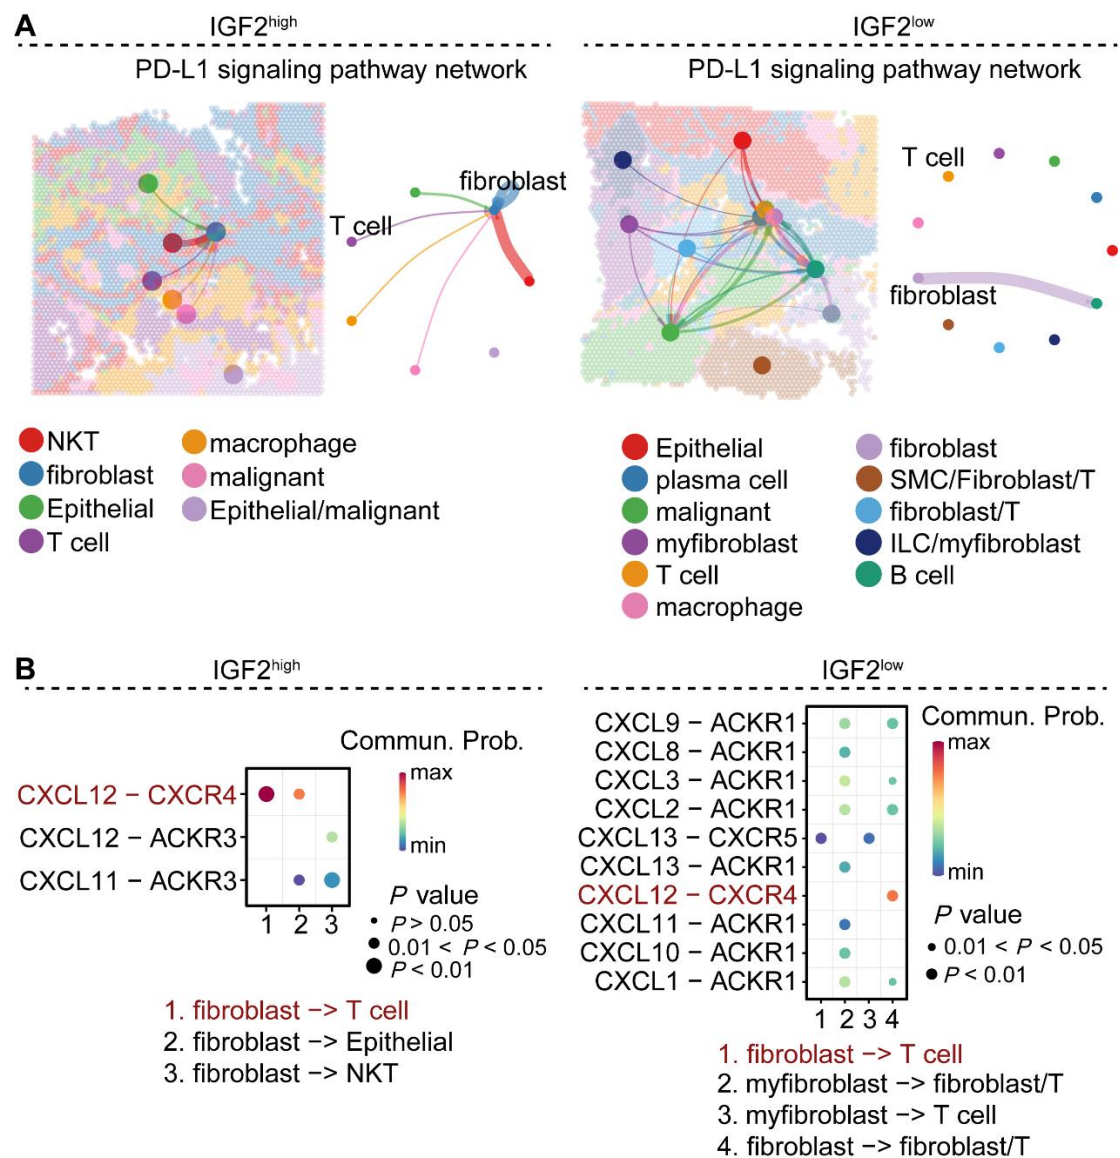 A
IGF2high
IGF2low
PD-L1 signaling pathway network
PD-L1 signaling pathway network
fibroblast
T cell
T cell
fibroblast
NKT
fibroblast
Epithelial
T cell
macrophage
malignant
Epithelial/malignant
Epithelial
plasma cell
malignant
myfibroblast
T cell
macrophage
fibroblast
SMC/Fibroblast/T
fibroblast/T
ILC/myfibroblast
B cell
B
IGF2high
IGF2low
CXCL12 − CXCR4
CXCL12 − ACKR3
CXCL11 − ACKR3
1 2 3
Commun. Prob.
max
min
P value
P > 0.05
0.01 < P < 0.05
P < 0.01
1. fibroblast −> T cell
2. fibroblast −> Epithelial
3. fibroblast −> NKT
CXCL9 − ACKR1
CXCL8 − ACKR1
CXCL3 − ACKR1
CXCL2 − ACKR1
CXCL13 − CXCR5
CXCL13 − ACKR1
CXCL12 − CXCR4
CXCL11 − ACKR1
CXCL10 − ACKR1
CXCL1 − ACKR1
1 2 3 4
Commun. Prob.
max
min
P value
0.01 < P < 0.05
P < 0.01
1. fibroblast −> T cell
2. myfibroblast −> fibroblast/T
3. myfibroblast −> T cell
4. fibroblast −> fibroblast/T